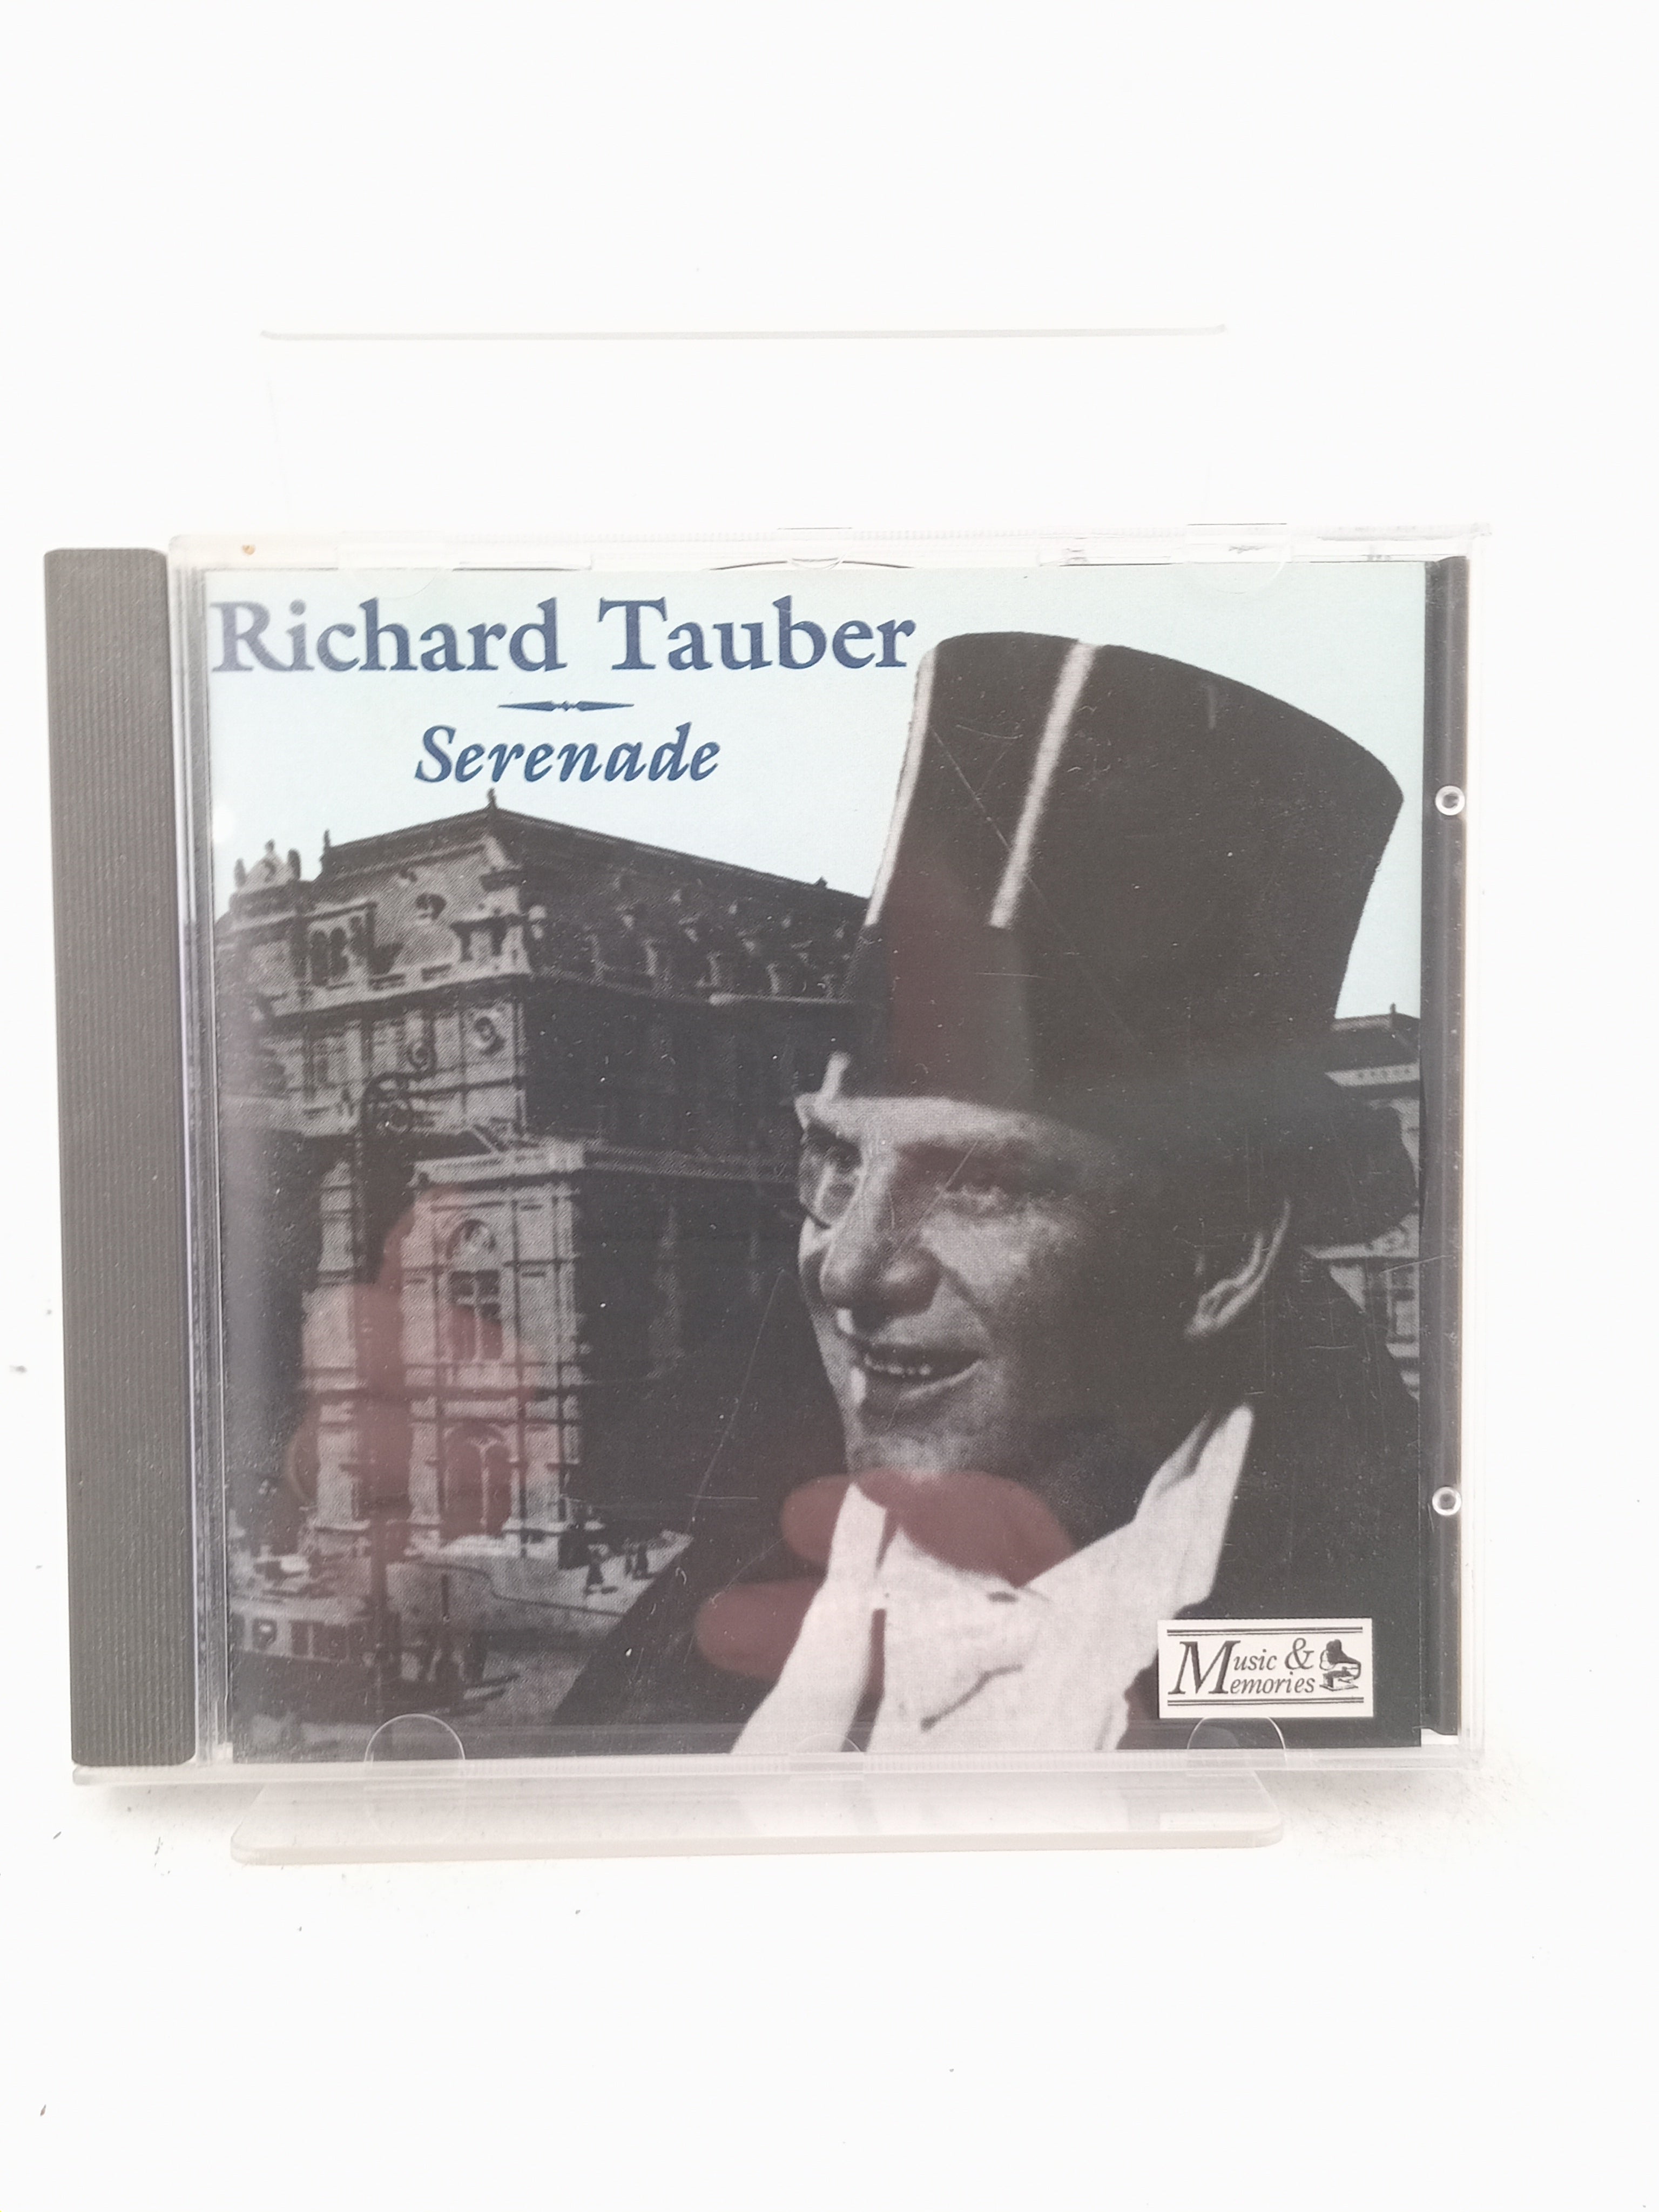 Richard Tauber
Serenade
Music &
Memories